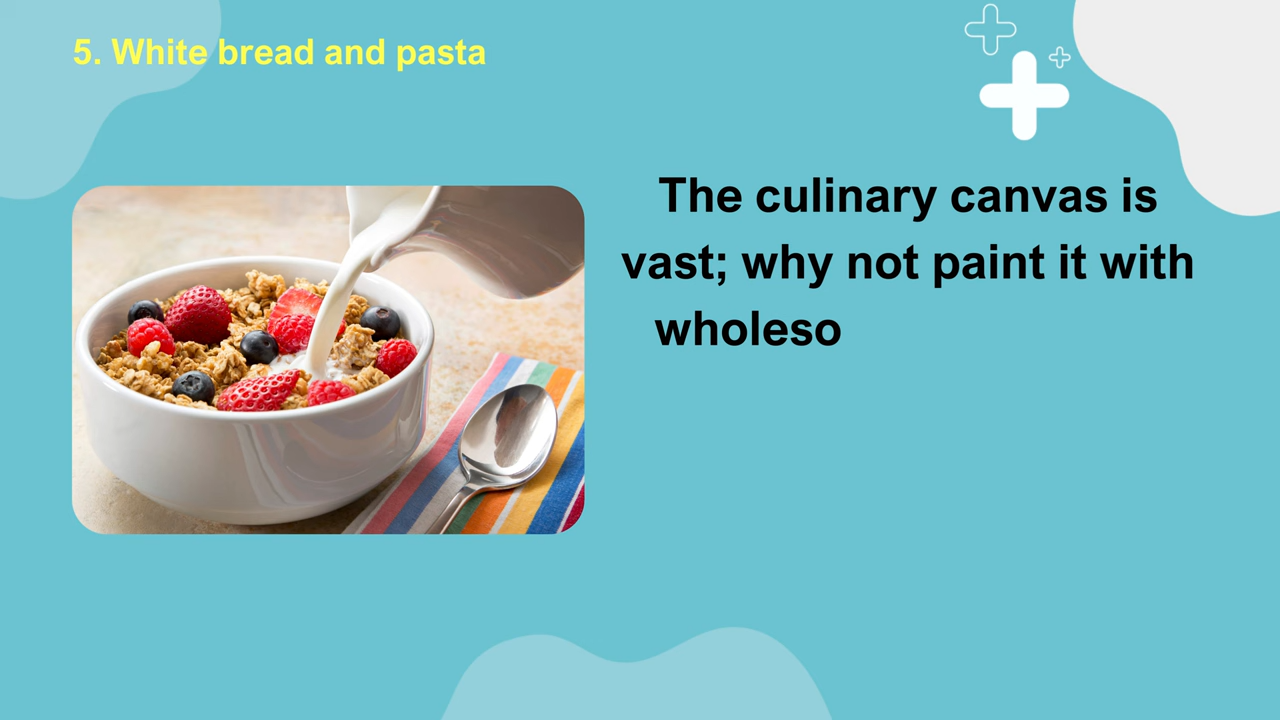 5. White bread and pasta
The culinary canvas is
vast; why not paint it with
wholeso